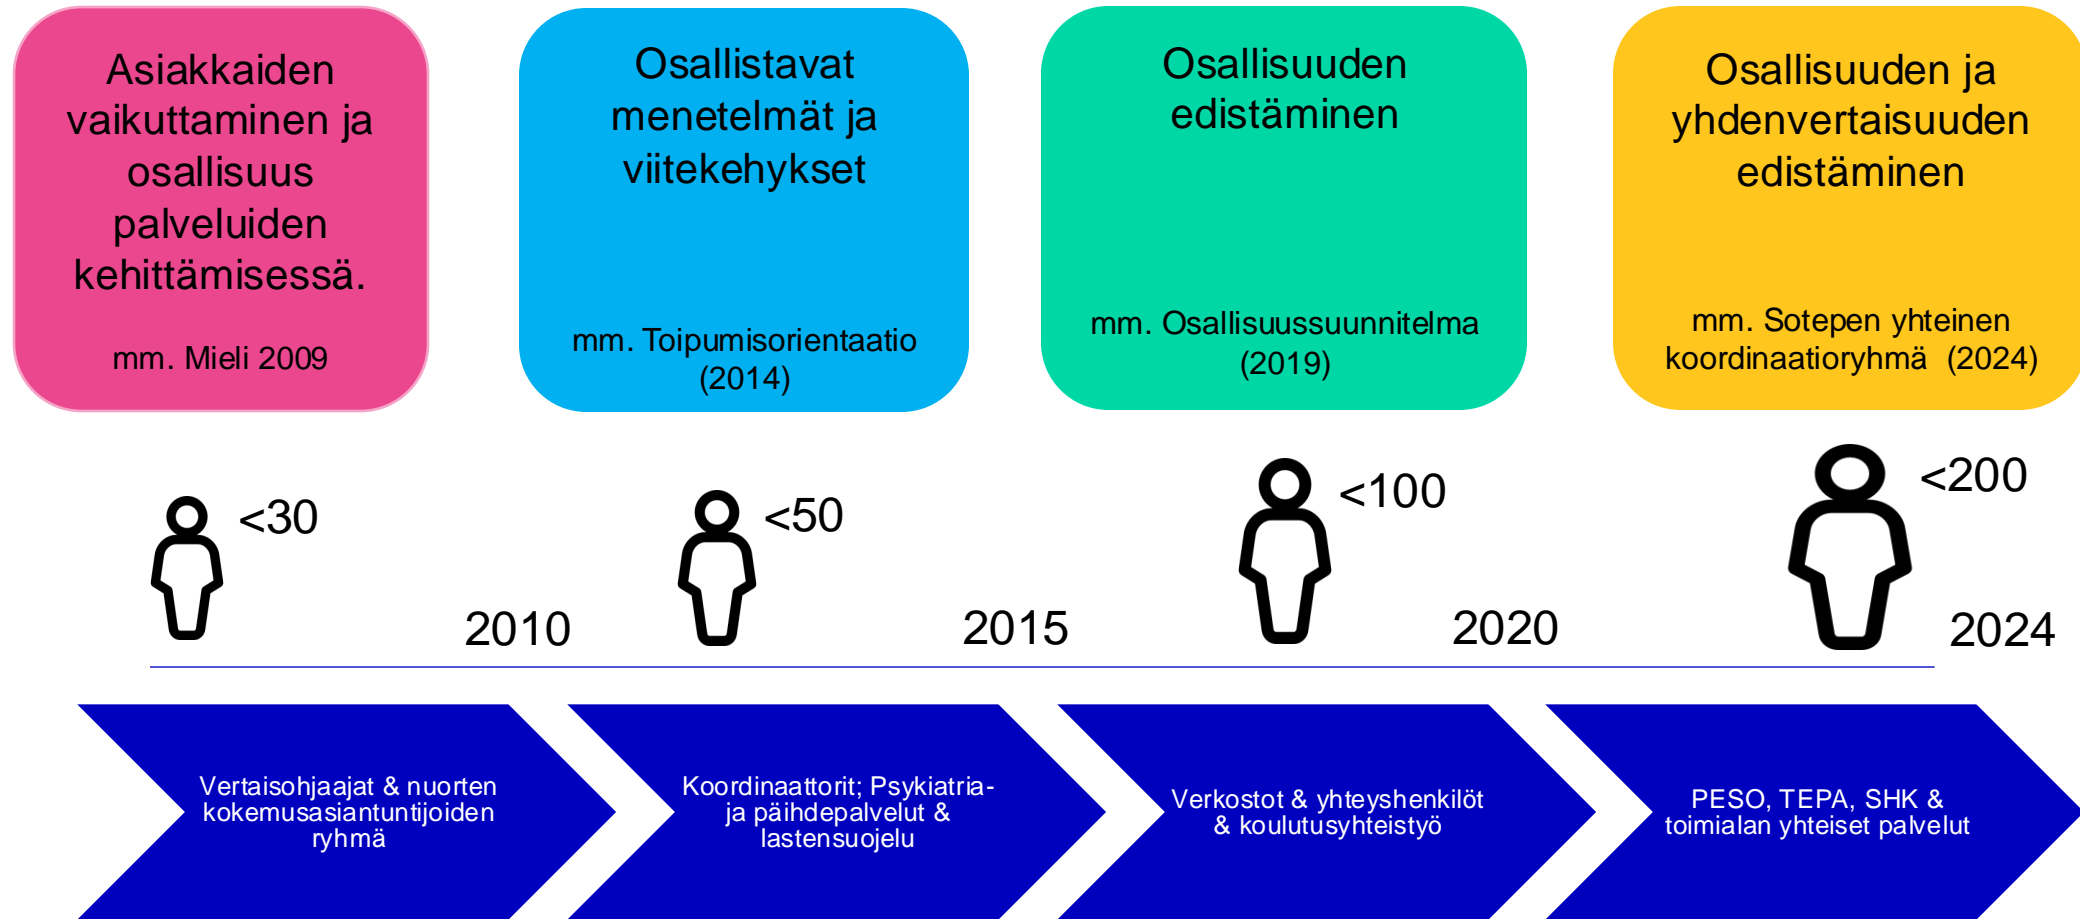 Asiakkaiden
vaikuttaminen ja
osallisuus
palveluiden
kehittämisessä.
mm. Mieli 2009
Osallistavat
menetelmät ja
viitekehykset
mm. Toipumisorientaatio
(2014)
Osallisuuden
edistäminen
mm. Osallisuussuunnitelma
(2019)
Osallisuuden ja
yhdenvertaisuuden
edistäminen
mm. Sotepen yhteinen
koordinaatioryhmä (2024)
<30
<50
<100
<200
2010
2015
2020
2024
Vertaisohjaajat & nuorten
kokemusasiantuntijoiden
ryhmä
Koordinaattorit; Psykiatria-
ja päihdepalvelut &
lastensuojelu
Verkostot & yhteyshenkilöt
& koulutusyhteistyö
PESO, TEPA, SHK &
toimialan yhteiset palvelut